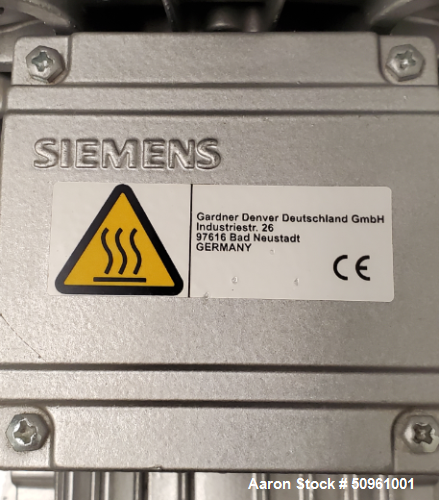 SIEMENS
Gardner Denver Deutschland GmbH
Industriestr. 26
97616 Bad Neustadt
GERMANY
CE
Aaron Stock # 50961001